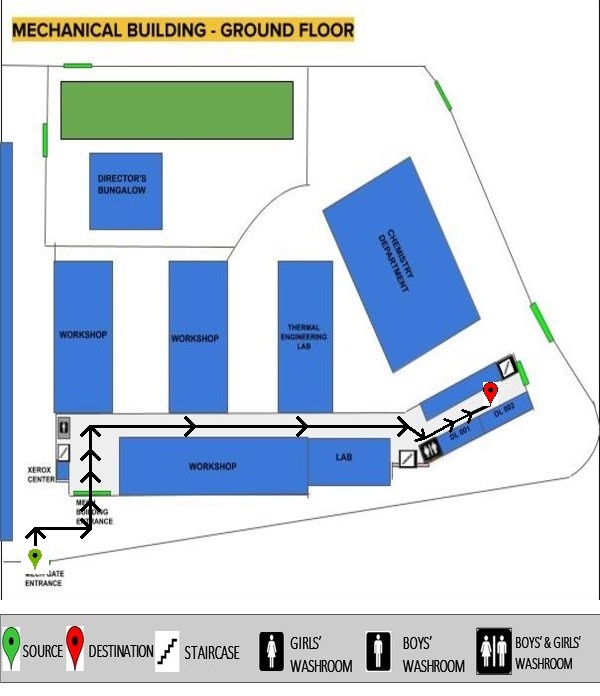 MECHANICAL BUILDING - GROUND FLOOR
DIRECTOR'S
BUNGALOW
CHEMISTRY
DEPARTMENT
WORKSHOP
WORKSHOP
THERMAL
ENGINEERING
LAB
DL 002
DL 001
LAB
WORKSHOP
XEROX
CENTER
MECH
BUILDING
ENTRANCE
MECH GATE
ENTRANCE
SOURCE
DESTINATION
STAIRCASE
GIRLS'
WASHROOM
BOYS'
WASHROOM
BOYS' & GIRLS'
WASHROOM